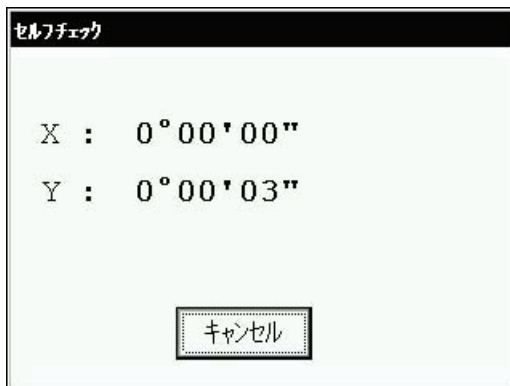 ｾﾙﾌﾁｪｯｸ
X : 0°00'00"
Y : 0°00'03"
ｷｬﾝｾﾙ